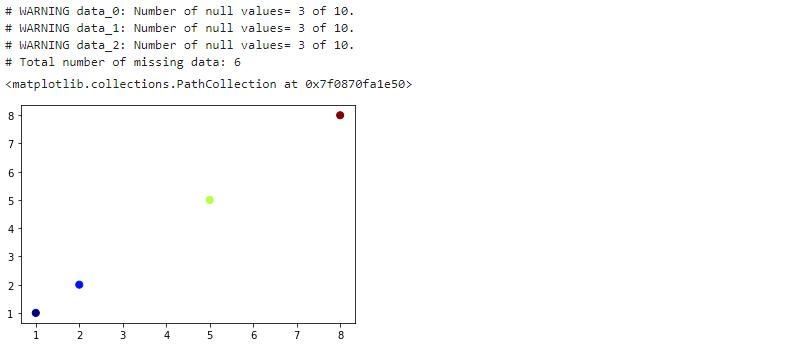 # WARNING data_0: Number of null values= 3 of 10.
# WARNING data_1: Number of null values= 3 of 10.
# WARNING data_2: Number of null values= 3 of 10.
# Total number of missing data: 6
<matplotlib.collections.PathCollection at 0x7f0870fa1e50>
8
7
6
5
4
3
2
1
1 2 3 4 5 6 7 8